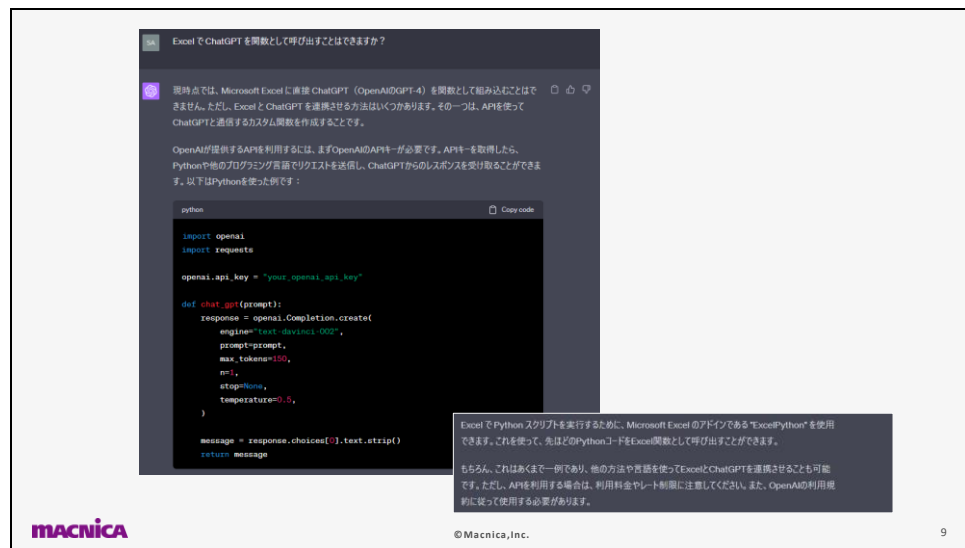 SA
Excel で ChatGPT を関数として呼び出すことはできますか？
現時点では、Microsoft Excel に直接 ChatGPT（OpenAIのGPT-4）を関数として組み込むことはで
きません。ただし、Excel と ChatGPT を連携させる方法はいくつかあります。その一つは、APIを使って
ChatGPTと通信するカスタム関数を作成することです。
OpenAIが提供するAPIを利用するには、まずOpenAIのAPIキーが必要です。APIキーを取得したら、
Pythonや他のプログラミング言語でリクエストを送信し、ChatGPTからのレスポンスを受け取ることができま
す。以下はPythonを使った例です：
python
Copy code
import openai
import requests
openai.api_key = "your_openai_api_key"
def chat_gpt(prompt):
response = openai.Completion.create(
engine="text-davinci-002",
prompt=prompt,
max_tokens=150,
n=1,
stop=None,
temperature=0.5,
)
message = response.choices[0].text.strip()
return message
Excel で Python スクリプトを実行するために、Microsoft Excel のアドインである "ExcelPython" を使用
できます。これを使って、先ほどのPythonコードをExcel関数として呼び出すことができます。
もちろん、これはあくまで一例であり、他の方法や言語を使ってExcelとChatGPTを連携させることも可能
です。ただし、APIを利用する場合は、利用料金やレート制限に注意してください。また、OpenAIの利用規
約に従って使用する必要があります。
MACNICA
©Macnica,Inc.
9